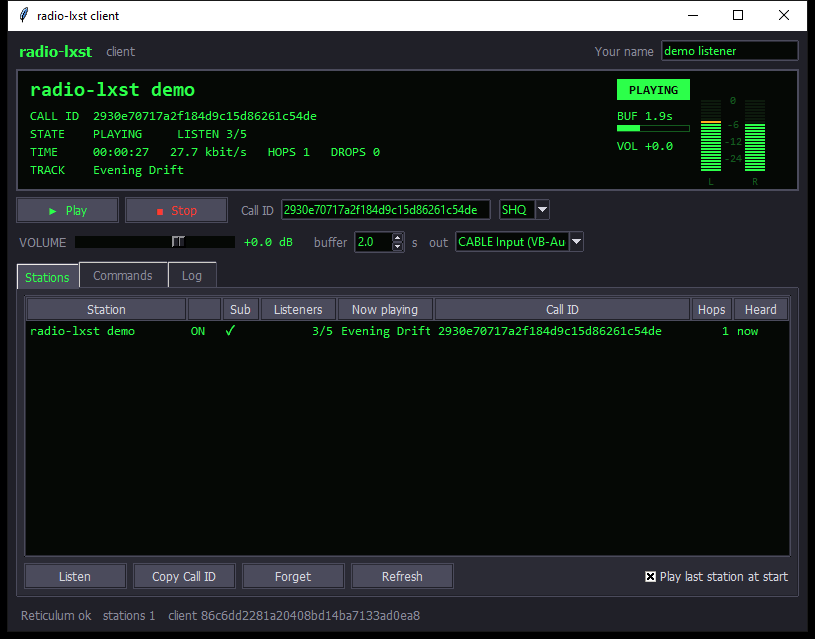 radio-lxst client
radio-lxst client Your name demo listener
radio-lxst demo PLAYING
CALL ID 2930e70717a2f184d9c15d86261c54de BUF 1.9s
STATE PLAYING LISTEN 3/5
TIME 00:00:27 27.7 kbit/s HOPS 1 DROPS 0 VOL +0.0
TRACK Evening Drift
0
-6
-12
-24
L R
► Play ■ Stop Call ID 2930e70717a2f184d9c15d86261c54de SHQ
VOLUME +0.0 dB buffer 2.0 s out CABLE Input (VB-Au
Stations Commands Log
Station Sub Listeners Now playing Call ID Hops Heard
radio-lxst demo ON ✓ 3/5 Evening Drift 2930e70717a2f184d9c15d86261c54de 1 now
Listen Copy Call ID Forget Refresh Play last station at start
Reticulum ok stations 1 client 86c6dd2281a20408bd14ba7133ad0ea8